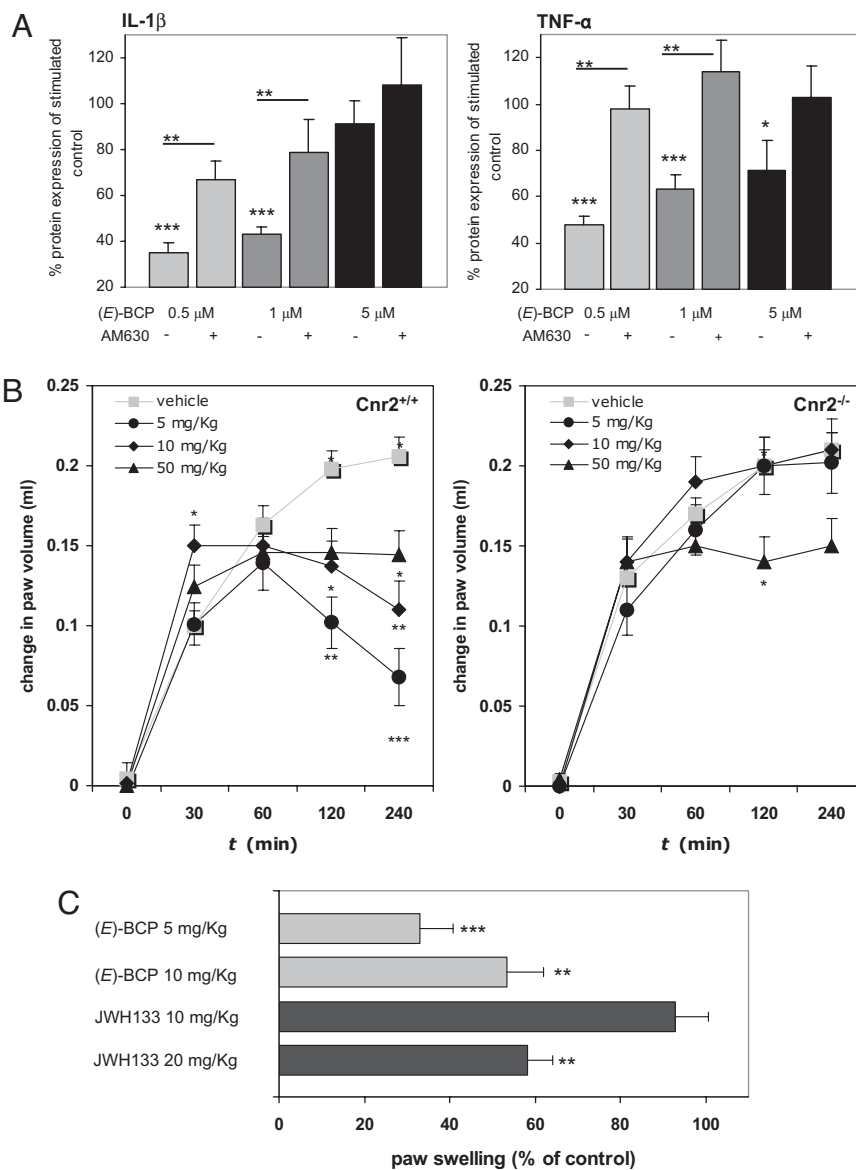 A
IL-1β
TNF-α
% protein expression of stimulated
control
120
100
80
60
40
20
**
**
***
***
% protein expression of stimulated
control
120
100
80
60
40
20
**
**
***
***
*
(E)-BCP 0.5 μM 1 μM 5 μM
AM630 - + - + - +
0.5 μM 1 μM 5 μM
- + - + - +
B
Cnr2+/+
vehicle
5 mg/Kg
10 mg/Kg
50 mg/Kg
change in paw volume (ml)
0.25
0.2
0.15
0.1
0.05
0
*
*
*
*
*
**
**
***
0 30 60 120 240
t (min)
Cnr2-/-
vehicle
5 mg/Kg
10 mg/Kg
50 mg/Kg
change in paw volume (ml)
0.25
0.2
0.15
0.1
0.05
0
*
*
0 30 60 120 240
t (min)
C
(E)-BCP 5 mg/Kg ***
(E)-BCP 10 mg/Kg **
JWH133 10 mg/Kg
JWH133 20 mg/Kg **
0 20 40 60 80 100
paw swelling (% of control)